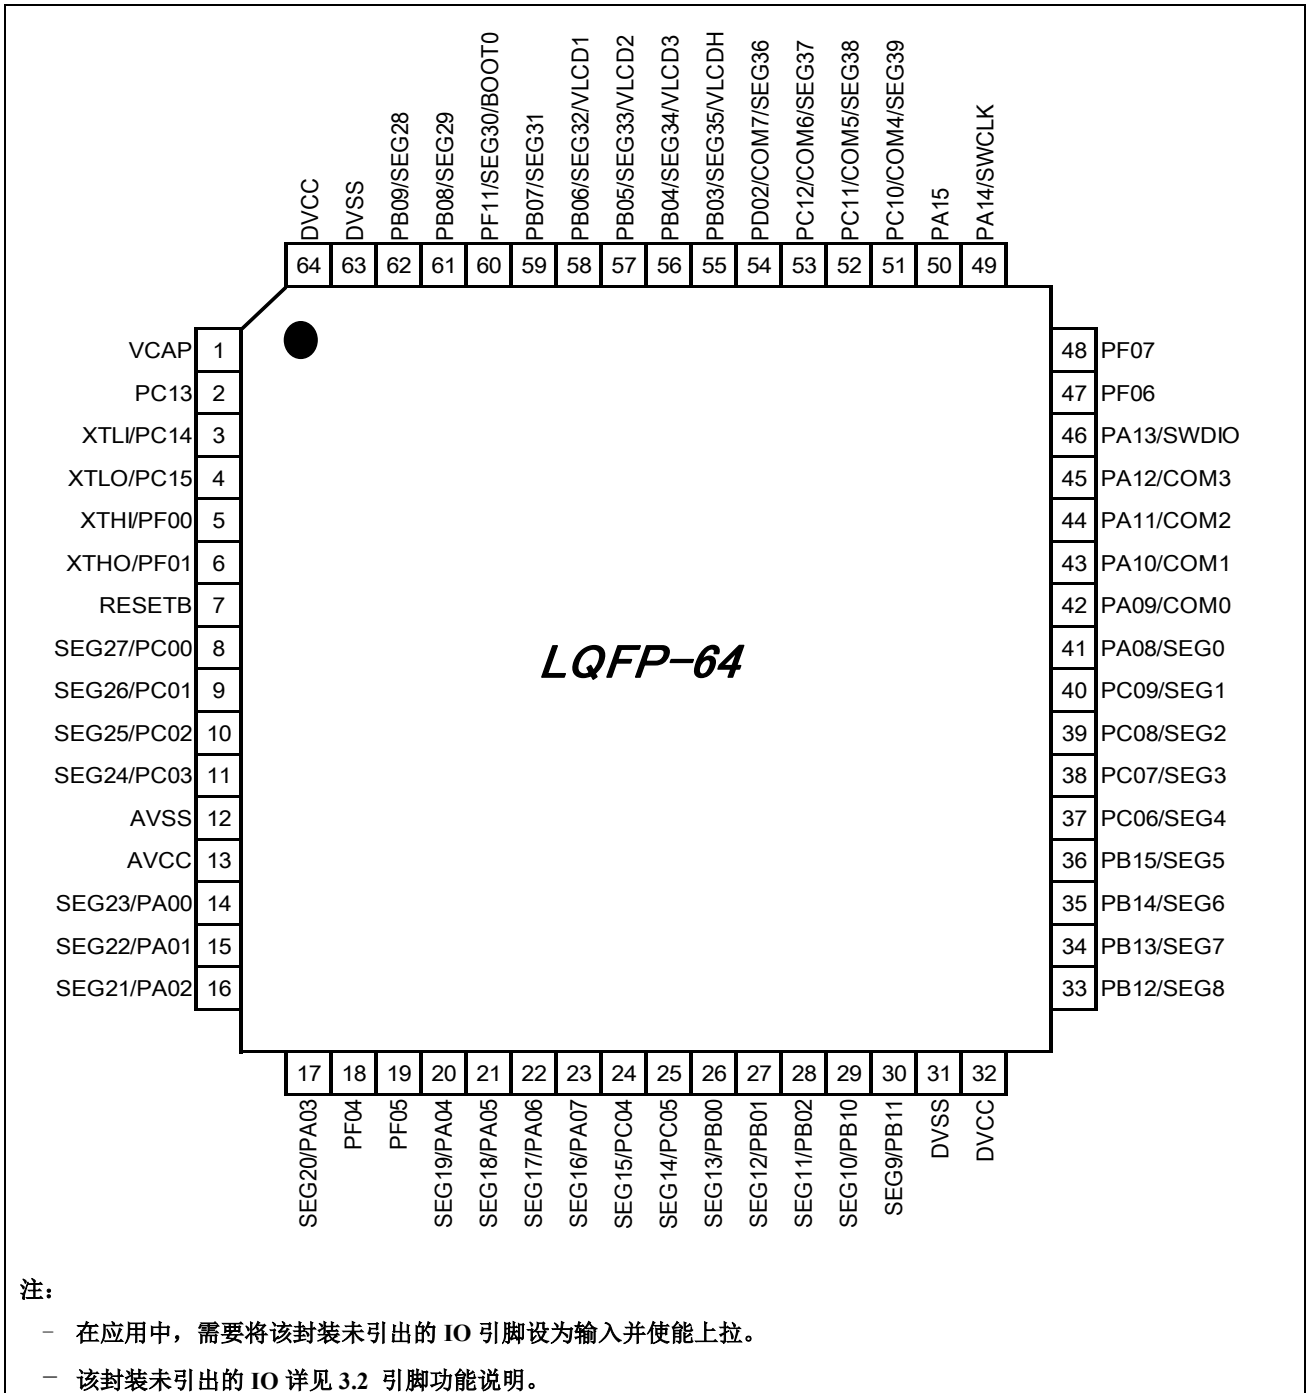 DVCC
DVSS
PB09/SEG28
PB08/SEG29
PF11/SEG30/BOOT0
PB07/SEG31
PB06/SEG32/VLCD1
PB05/SEG33/VLCD2
PB04/SEG34/VLCD3
PB03/SEG35/VLCDH
PD02/COM7/SEG36
PC12/COM6/SEG37
PC11/COM5/SEG38
PC10/COM4/SEG39
PA15
PA14/SWCLK
64 63 62 61 60 59 58 57 56 55 54 53 52 51 50 49
VCAP 1
PC13 2
XTLI/PC14 3
XTLO/PC15 4
XTHI/PF00 5
XTHO/PF01 6
RESETB 7
SEG27/PC00 8
SEG26/PC01 9
SEG25/PC02 10
SEG24/PC03 11
AVSS 12
AVCC 13
SEG23/PA00 14
SEG22/PA01 15
SEG21/PA02 16
LQFP-64
48 PF07
47 PF06
46 PA13/SWDIO
45 PA12/COM3
44 PA11/COM2
43 PA10/COM1
42 PA09/COM0
41 PA08/SEG0
40 PC09/SEG1
39 PC08/SEG2
38 PC07/SEG3
37 PC06/SEG4
36 PB15/SEG5
35 PB14/SEG6
34 PB13/SEG7
33 PB12/SEG8
17 18 19 20 21 22 23 24 25 26 27 28 29 30 31 32
SEG20/PA03
PF04
PF05
SEG19/PA04
SEG18/PA05
SEG17/PA06
SEG16/PA07
SEG15/PC04
SEG14/PC05
SEG13/PB00
SEG12/PB01
SEG11/PB02
SEG10/PB10
SEG9/PB11
DVSS
DVCC
注：
－ 在应用中，需要将该封装未引出的 IO 引脚设为输入并使能上拉。
－ 该封装未引出的 IO 详见 3.2 引脚功能说明。